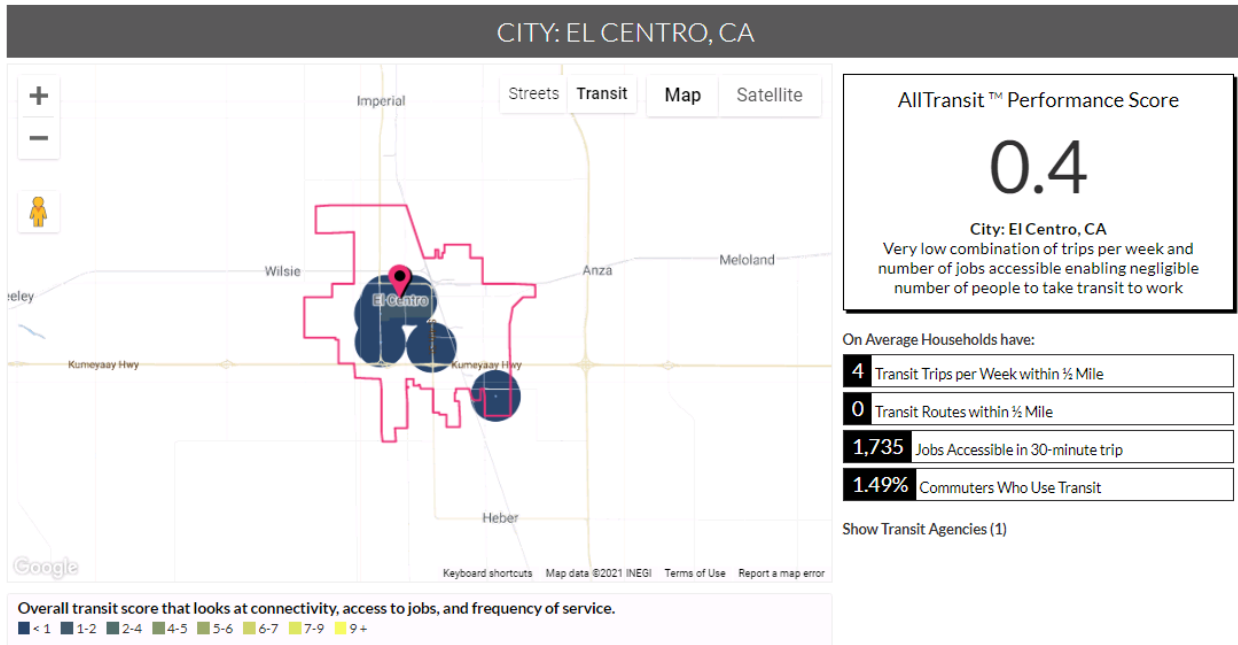 CITY: EL CENTRO, CA
+
−
Imperial
Streets Transit Map Satellite
Wilsie
Anza
Meloland
El Centro
Kumeyaay Hwy
Kumeyaay Hwy
Heber
Google
Keyboard shortcuts Map data ©2021 INEGI Terms of Use Report a map error
Overall transit score that looks at connectivity, access to jobs, and frequency of service.
< 1 1-2 2-4 4-5 5-6 6-7 7-9 9 +
AllTransit™ Performance Score
0.4
City: El Centro, CA
Very low combination of trips per week and
number of jobs accessible enabling negligible
number of people to take transit to work
On Average Households have:
4 Transit Trips per Week within ½ Mile
0 Transit Routes within ½ Mile
1,735 Jobs Accessible in 30-minute trip
1.49% Commuters Who Use Transit
Show Transit Agencies (1)